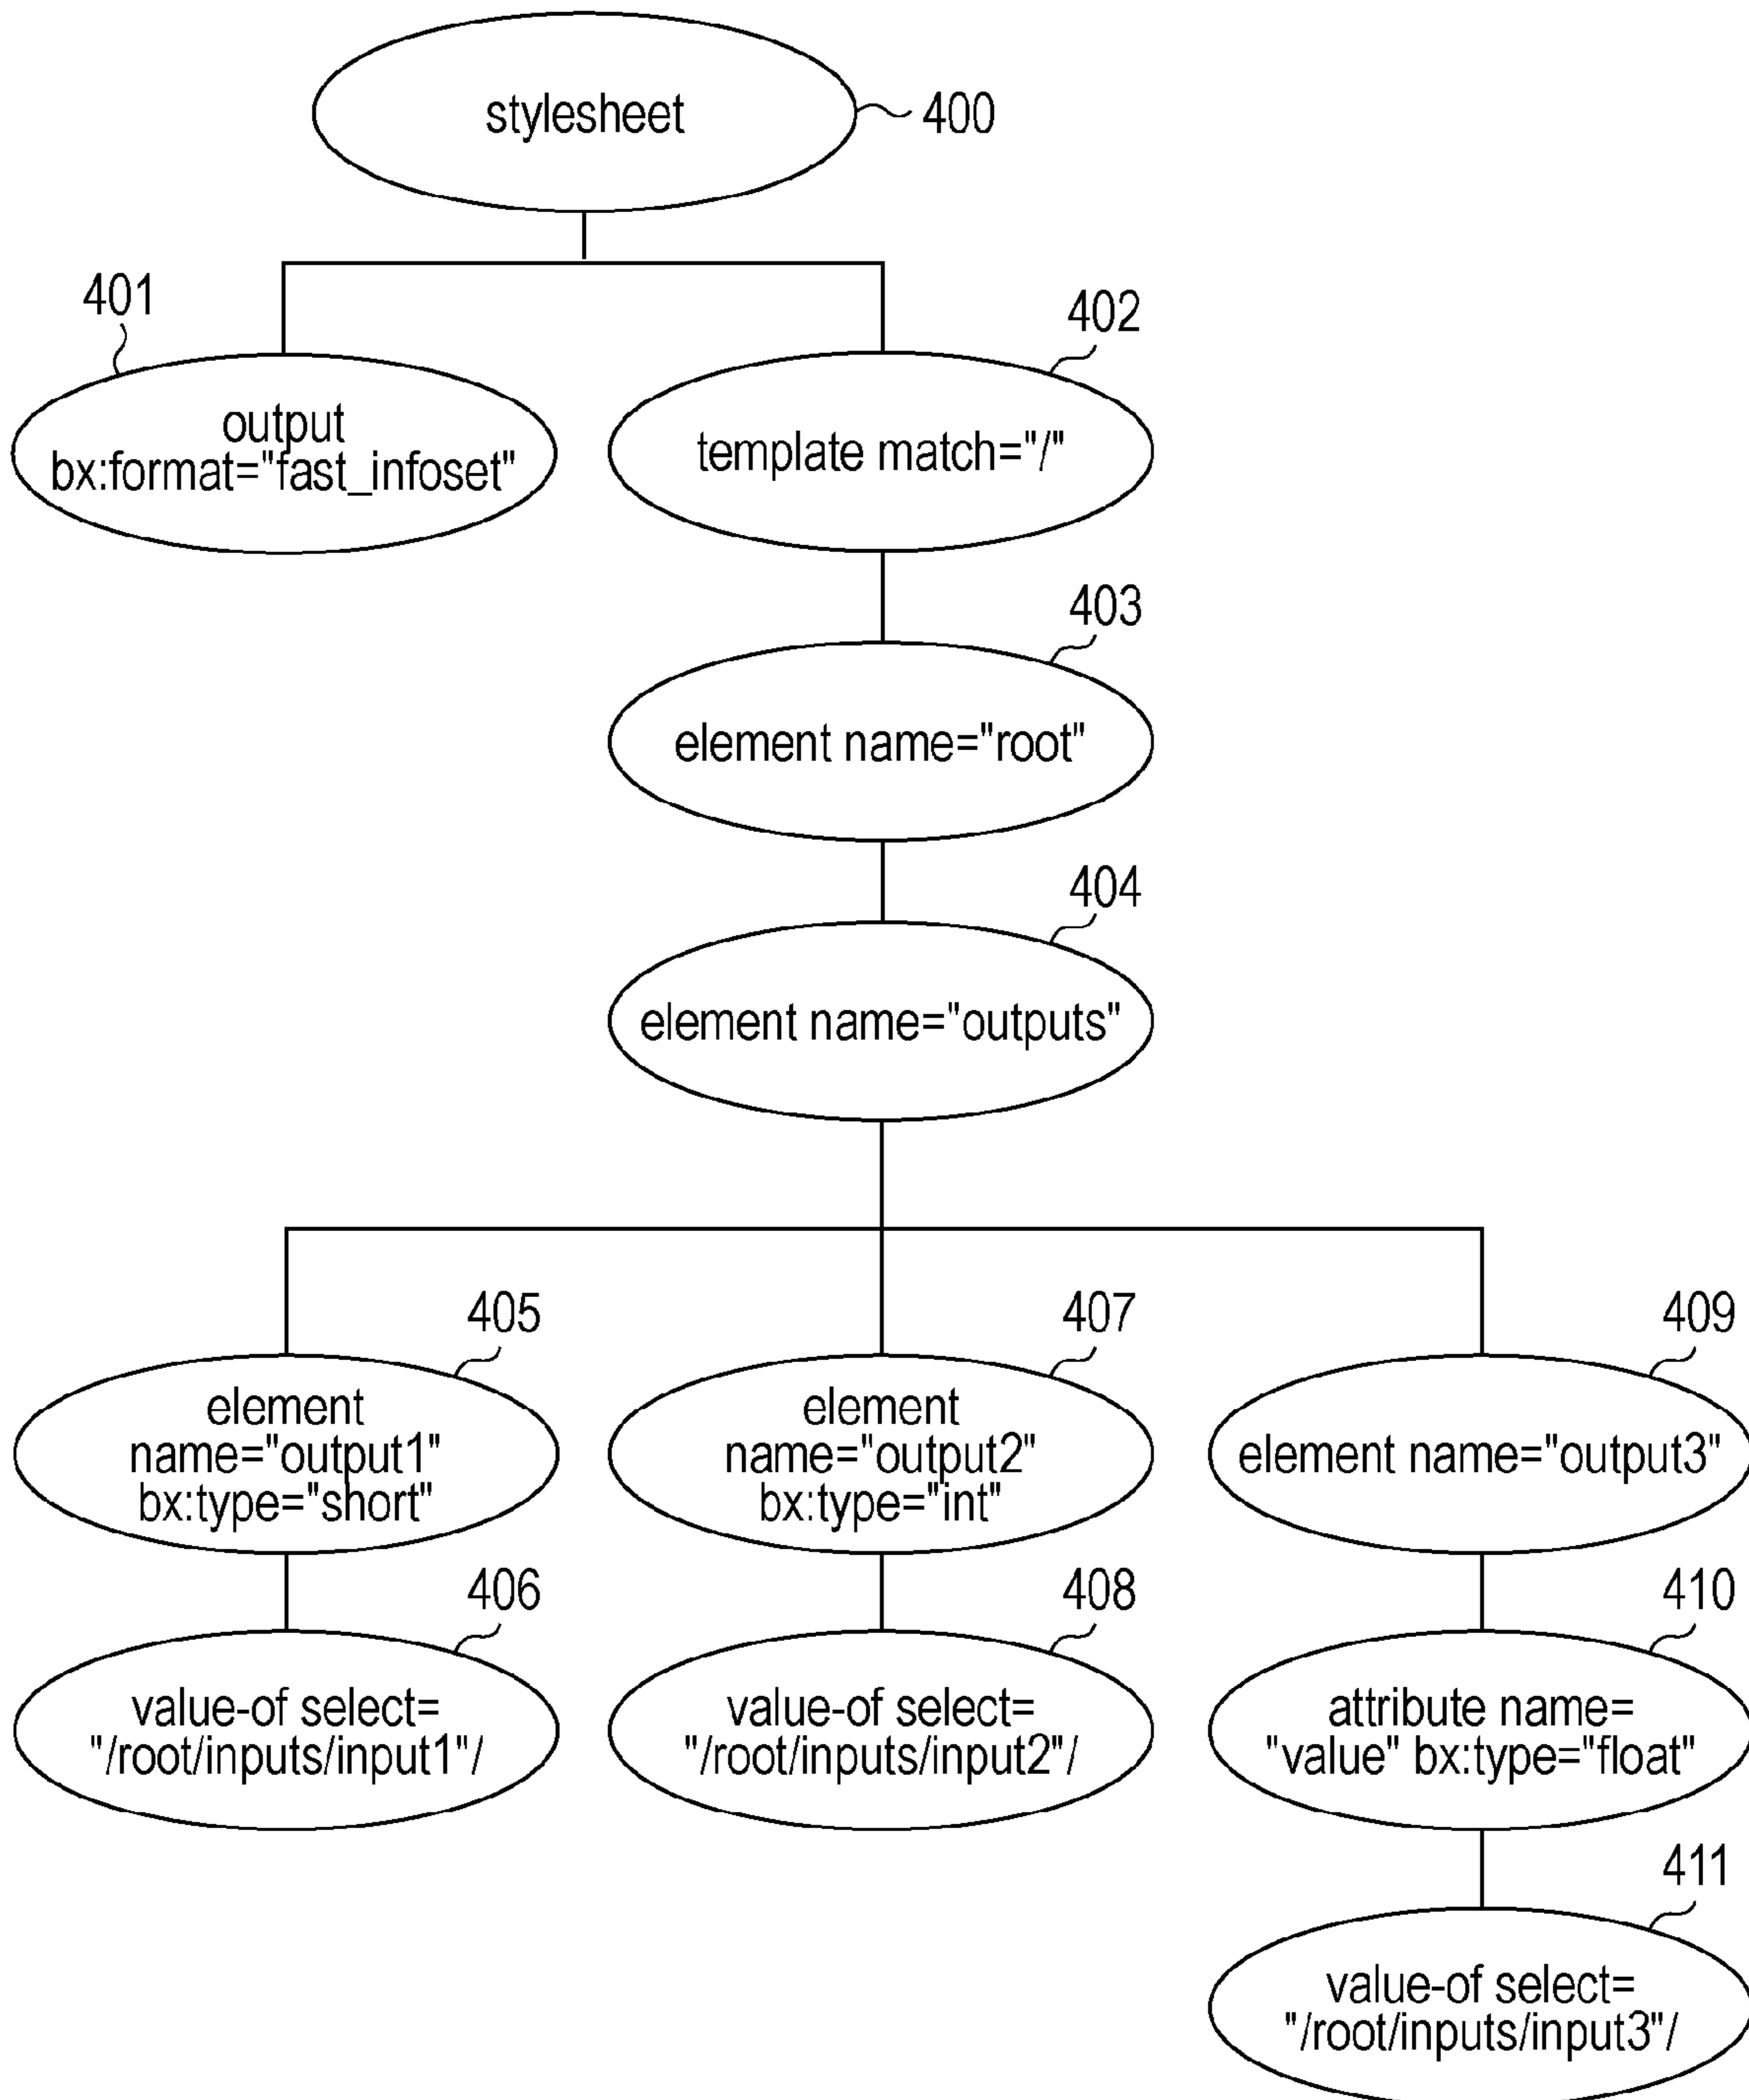 stylesheet
400
401
output
bx:format="fast_infoset"
402
template match="/"
403
element name="root"
404
element name="outputs"
405
element
name="output1"
bx:type="short"
407
element
name="output2"
bx:type="int"
409
element name="output3"
406
value-of select=
"/root/inputs/input1"/
408
value-of select=
"/root/inputs/input2"/
410
attribute name=
"value" bx:type="float"
411
value-of select=
"/root/inputs/input3"/